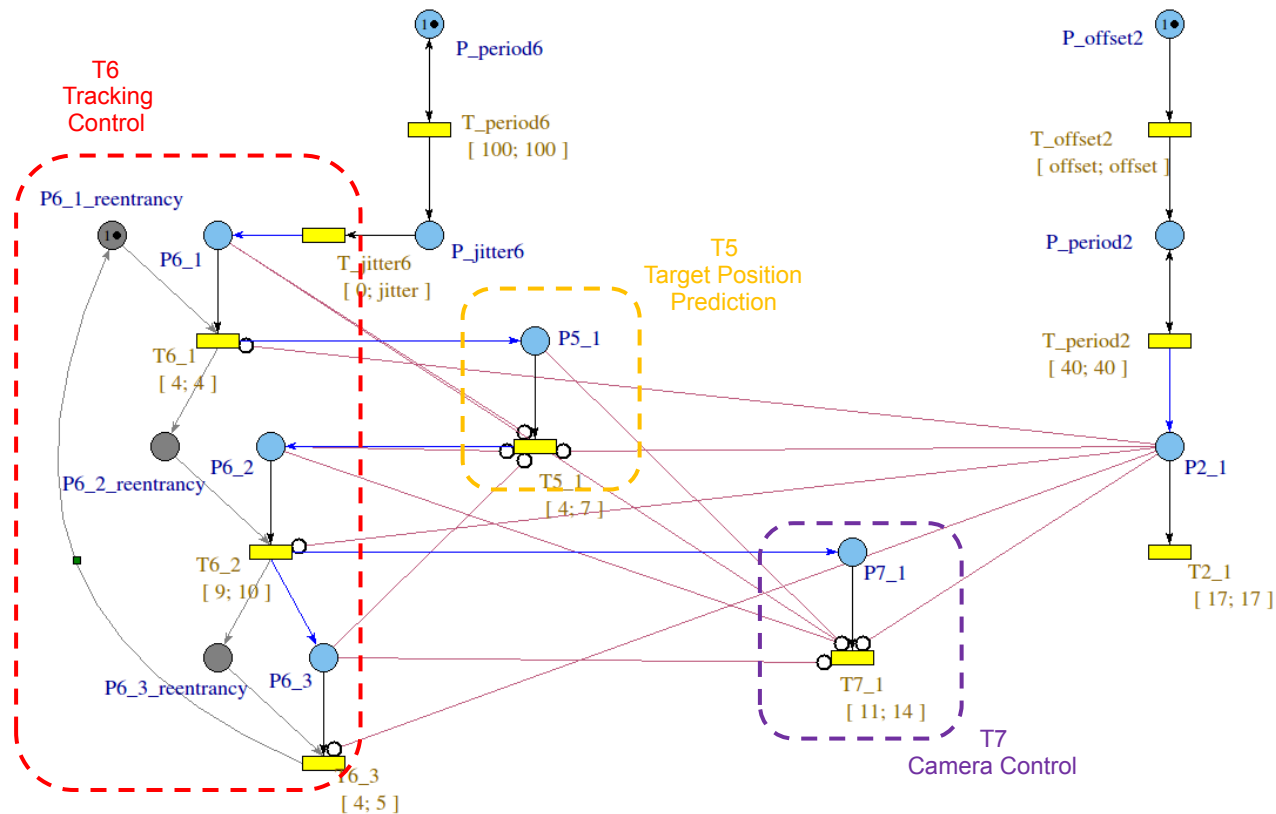 1
P_period6
T_period6
[ 100; 100 ]
1
P_offset2
T_offset2
[ offset; offset ]
T6
Tracking
Control
P6_1_reentrancy
1
P6_1
T_jitter6
[ 0; jitter ]
P_jitter6
P_period2
T5
Target Position
Prediction
T6_1
[ 4; 4 ]
P5_1
T_period2
[ 40; 40 ]
P6_2
P6_2_reentrancy
T5_1
[ 4; 7 ]
P2_1
T6_2
[ 9; 10 ]
P7_1
T2_1
[ 17; 17 ]
P6_3_reentrancy
P6_3
T7_1
[ 11; 14 ]
T6_3
[ 4; 5 ]
T7
Camera Control